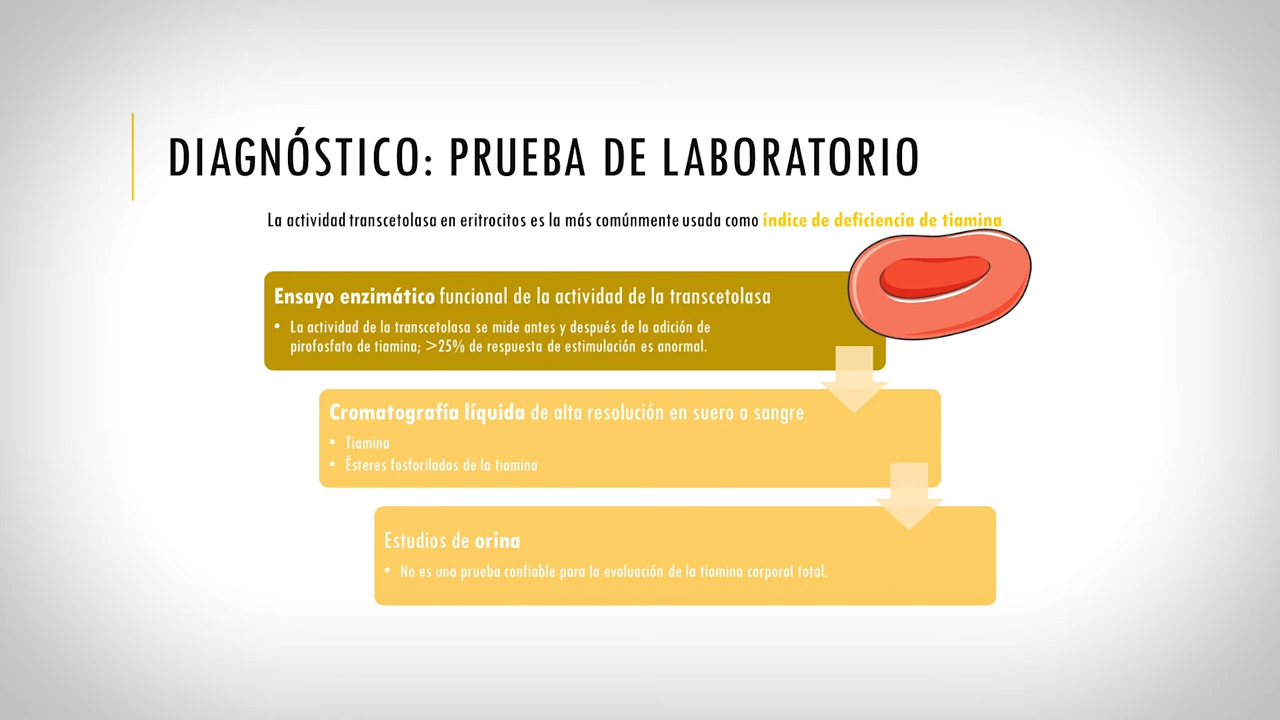 DIAGNÓSTICO: PRUEBA DE LABORATORIO
La actividad transcetolasa en eritrocitos es la más comúnmente usada como índice de deficiencia de tiamina
Ensayo enzimático funcional de la actividad de la transcetolasa
• La actividad de la transcetolasa se mide antes y después de la adición de
pirofosfato de tiamina; >25% de respuesta de estimulación es anormal.
Cromatografía líquida de alta resolución en suero o sangre
• Tiamina
• Ésteres fosforilados de la tiamina
Estudios de orina
• No es una prueba confiable para la evaluación de la tiamina corporal total.